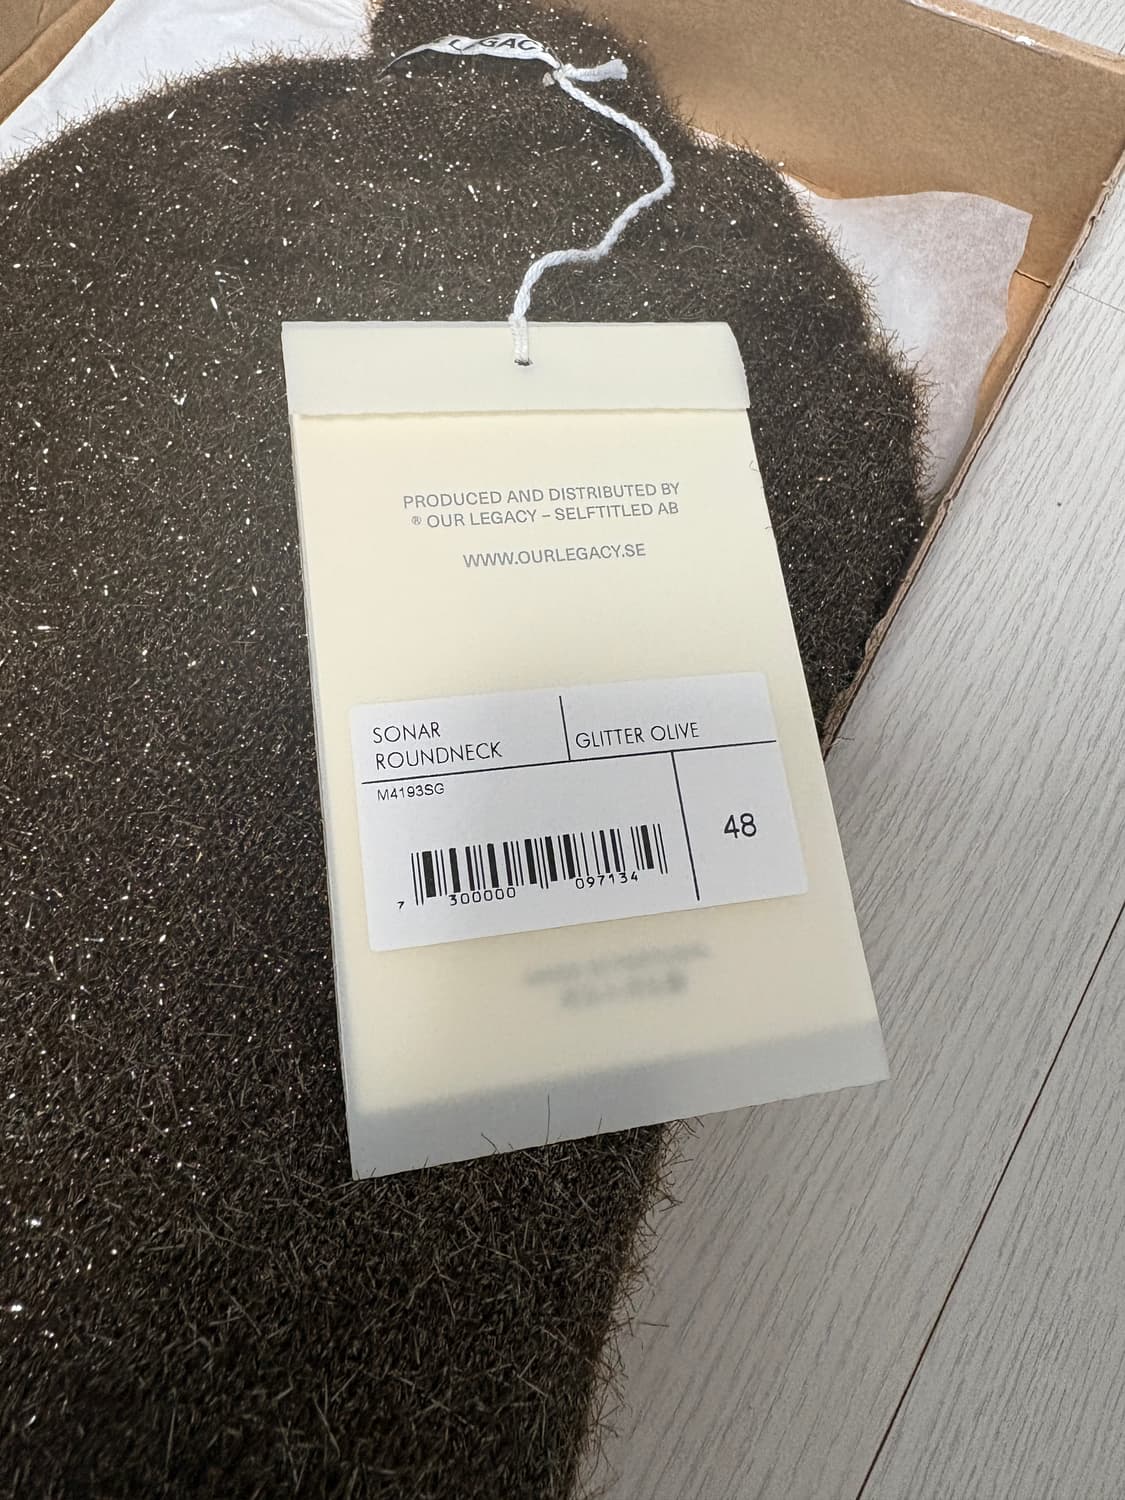 LEGACY
PRODUCED AND DISTRIBUTED BY
® OUR LEGACY – SELFTITLED AB
WWW.OURLEGACY.SE
SONAR
ROUNDNECK
GLITTER OLIVE
M4193SG
48
7 300000 097134